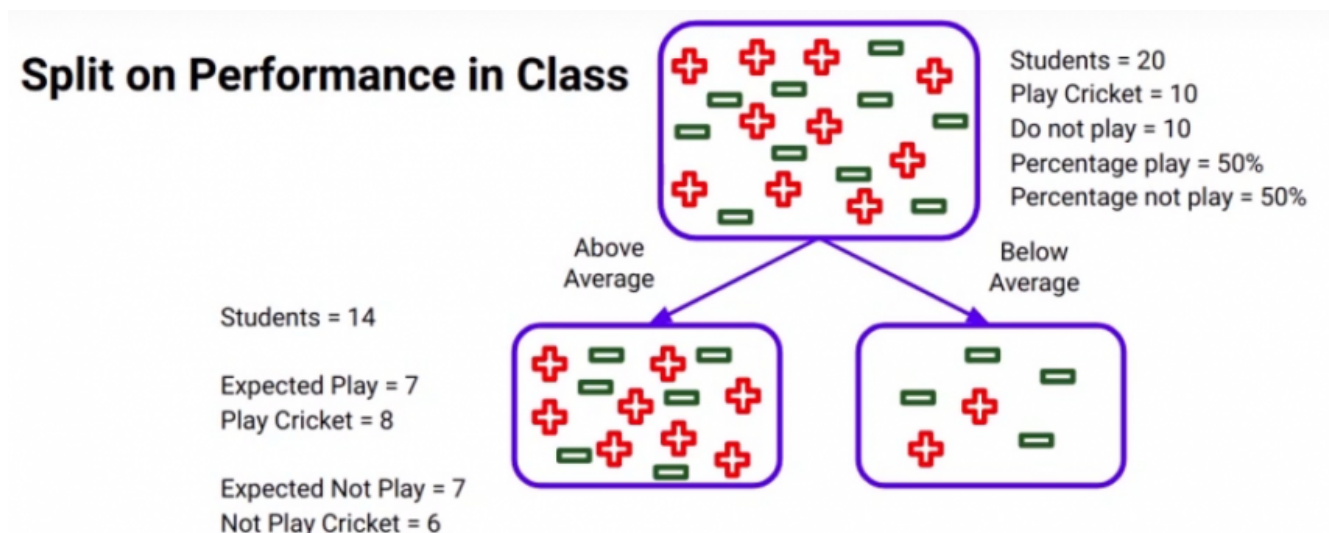 Split on Performance in Class
Students = 20
Play Cricket = 10
Do not play = 10
Percentage play = 50%
Percentage not play = 50%
Above
Average
Below
Average
Students = 14
Expected Play = 7
Play Cricket = 8
Expected Not Play = 7
Not Play Cricket = 6